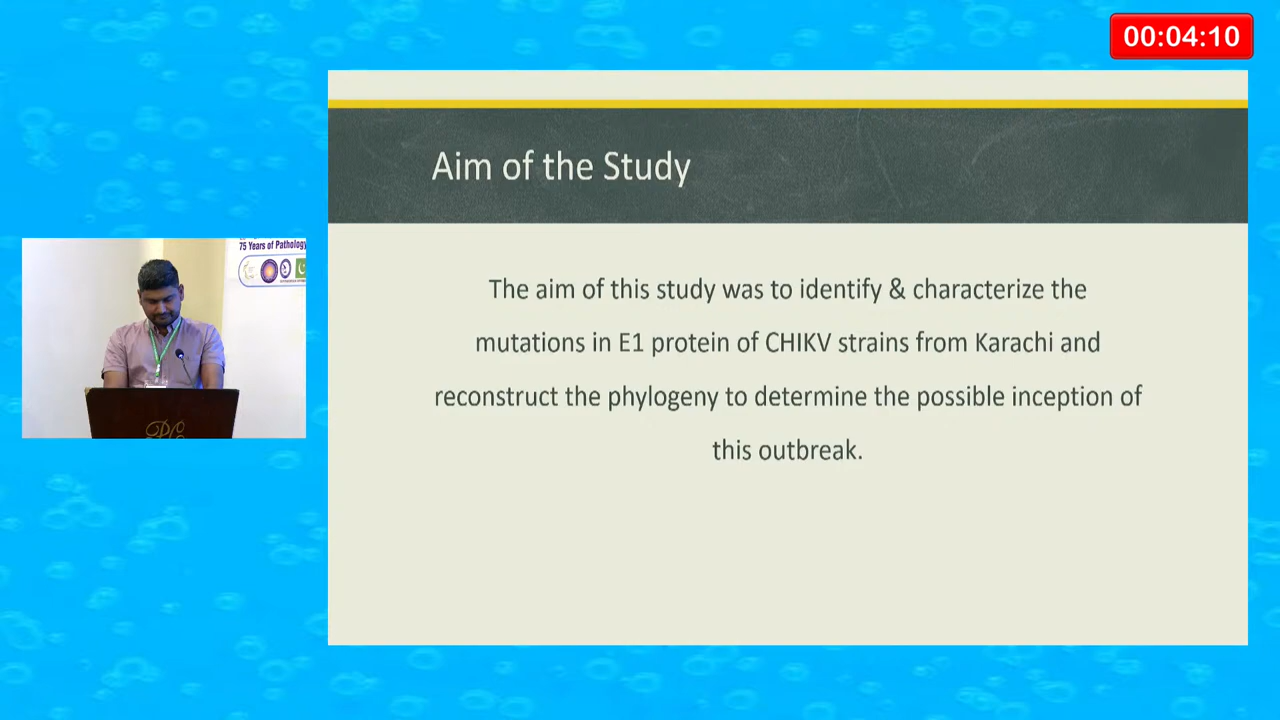 00:04:10
Aim of the Study
The aim of this study was to identify & characterize the
mutations in E1 protein of CHIKV strains from Karachi and
reconstruct the phylogeny to determine the possible inception of
this outbreak.
75 Years of Pathology
PC